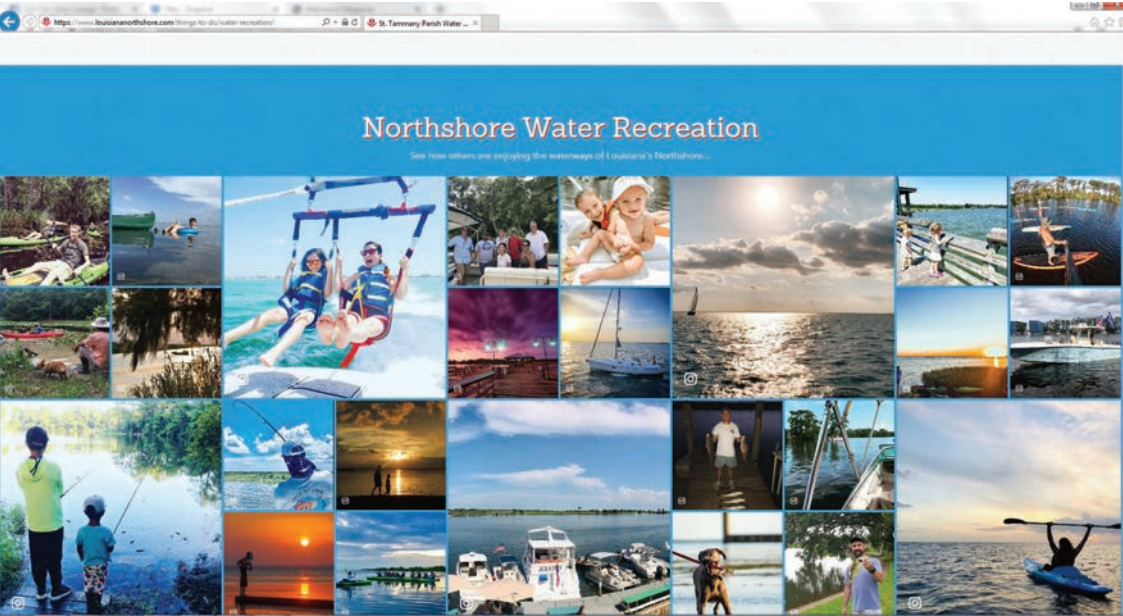 https://www.louisiananorthshore.com/things-to-do/water-recreation/
St. Tammany Parish Water ...
Northshore Water Recreation
See how others are enjoying the waterways of Louisiana's Northshore...